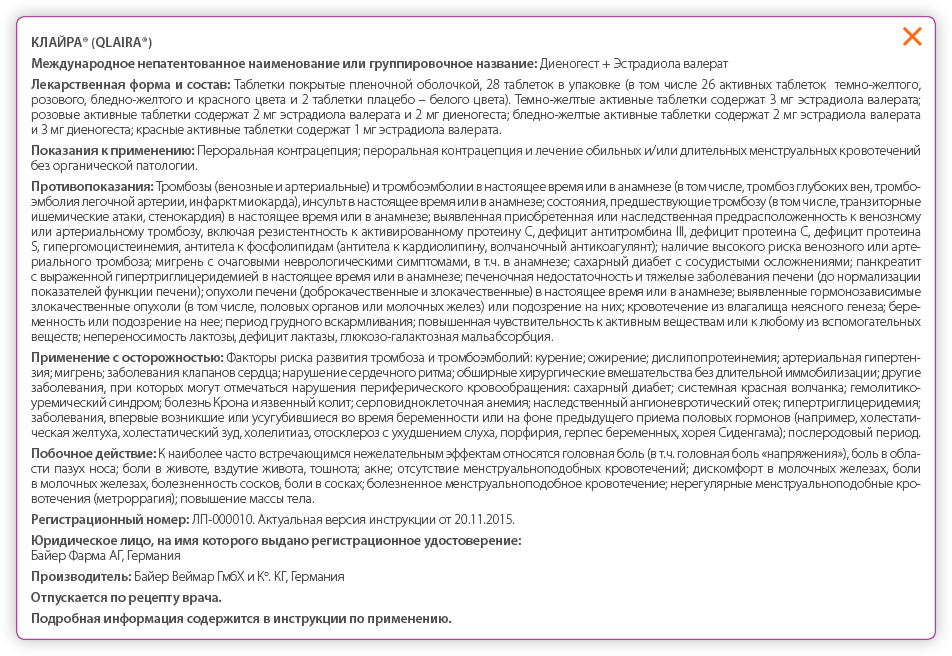 КЛАЙРА® (QLAIRA®)
Международное непатентованное наименование или группировочное название: Диеногест + Эстрадиола валерат
Лекарственная форма и состав: Таблетки покрытые пленочной оболочкой, 28 таблеток в упаковке (в том числе 26 активных таблеток темно-желтого,
розового, бледно-желтого и красного цвета и 2 таблетки плацебо – белого цвета). Темно-желтые активные таблетки содержат 3 мг эстрадиола валерата;
розовые активные таблетки содержат 2 мг эстрадиола валерата и 2 мг диеногеста; бледно-желтые активные таблетки содержат 2 мг эстрадиола валерата
и 3 мг диеногеста; красные активные таблетки содержат 1 мг эстрадиола валерата.
Показания к применению: Пероральная контрацепция; пероральная контрацепция и лечение обильных и/или длительных менструальных кровотечений
без органической патологии.
Противопоказания: Тромбозы (венозные и артериальные) и тромбоэмболии в настоящее время или в анамнезе (в том числе, тромбоз глубоких вен, тромбо-
эмболия легочной артерии, инфаркт миокарда), инсульт в настоящее время или в анамнезе; состояния, предшествующие тромбозу (в том числе, транзиторные
ишемические атаки, стенокардия) в настоящее время или в анамнезе; выявленная приобретенная или наследственная предрасположенность к венозному
или артериальному тромбозу, включая резистентность к активированному протеину С, дефицит антитромбина III, дефицит протеина С, дефицит протеина
S, гипергомоцистеинемия, антитела к фосфолипидам (антитела к кардиолипину, волчаночный антикоагулянт); наличие высокого риска венозного или арте-
риального тромбоза; мигрень с очаговыми неврологическими симптомами, в т.ч. в анамнезе; сахарный диабет с сосудистыми осложнениями; панкреатит
с выраженной гипертриглицеридемией в настоящее время или в анамнезе; печеночная недостаточность и тяжелые заболевания печени (до нормализации
показателей функции печени); опухоли печени (доброкачественные и злокачественные) в настоящее время или в анамнезе; выявленные гормонозависимые
злокачественные опухоли (в том числе, половых органов или молочных желез) или подозрение на них; кровотечение из влагалища неясного генеза; бере-
менность или подозрение на нее; период грудного вскармливания; повышенная чувствительность к активным веществам или к любому из вспомогательных
веществ; непереносимость лактозы, дефицит лактазы, глюкозо-галактозная мальабсорбция.
Применение с осторожностью: Факторы риска развития тромбоза и тромбоэмболий: курение; ожирение; дислипопротеинемия; артериальная гипертен-
зия; мигрень; заболевания клапанов сердца; нарушение сердечного ритма; обширные хирургические вмешательства без длительной иммобилизации; другие
заболевания, при которых могут отмечаться нарушения периферического кровообращения: сахарный диабет; системная красная волчанка; гемолитико-
уремический синдром; болезнь Крона и язвенный колит; серповидноклеточная анемия; наследственный ангионевротический отек; гипертриглицеридемия;
заболевания, впервые возникшие или усугубившиеся во время беременности или на фоне предыдущего приема половых гормонов (например, холестати-
ческая желтуха, холестатический зуд, холелитиаз, отосклероз с ухудшением слуха, порфирия, герпес беременных, хорея Сиденгама); послеродовый период.
Побочное действие: К наиболее часто встречающимся нежелательным эффектам относятся головная боль (в т.ч. головная боль «напряжения»), боль в обла-
сти пазух носа; боли в животе, вздутие живота, тошнота; акне; отсутствие менструальноподобных кровотечений; дискомфорт в молочных железах, боли
в молочных железах, болезненность сосков, боли в сосках; болезненное менструальноподобное кровотечение; нерегулярные менструальноподобные кро-
вотечения (метроррагия); повышение массы тела.
Регистрационный номер: ЛП-000010. Актуальная версия инструкции от 20.11.2015.
Юридическое лицо, на имя которого выдано регистрационное удостоверение:
Байер Фарма АГ, Германия
Производитель: Байер Веймар ГмбХ и К°. КГ, Германия
Отпускается по рецепту врача.
Подробная информация содержится в инструкции по применению.